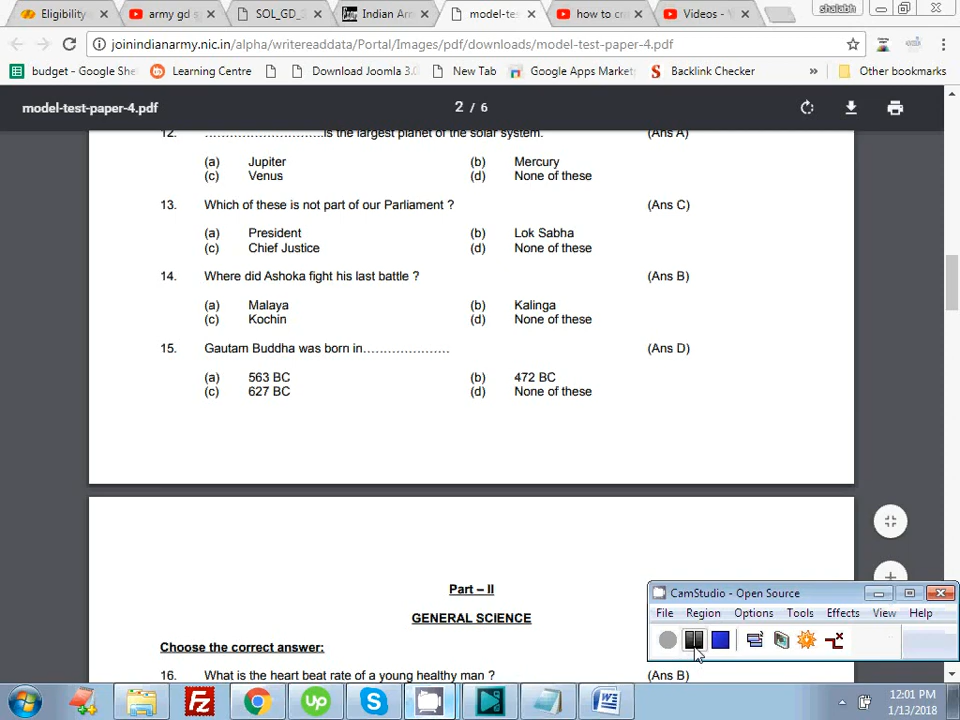 Eligibility
army gd s
SOL_GD_
Indian Arm
model-tes
how to cra
Videos -
shalabh
joinindianarmy.nic.in/alpha/writereaddata/Portal/Images/pdf/downloads/model-test-paper-4.pdf
budget - Google She
Learning Centre
Download Joomla 3.0
New Tab
Google Apps Market
Backlink Checker
»
Other bookmarks
model-test-paper-4.pdf
2 / 6
12. ………………………..is the largest planet of the solar system. (Ans A)
(a) Jupiter (b) Mercury
(c) Venus (d) None of these
13. Which of these is not part of our Parliament ? (Ans C)
(a) President (b) Lok Sabha
(c) Chief Justice (d) None of these
14. Where did Ashoka fight his last battle ? (Ans B)
(a) Malaya (b) Kalinga
(c) Kochin (d) None of these
15. Gautam Buddha was born in………………… (Ans D)
(a) 563 BC (b) 472 BC
(c) 627 BC (d) None of these
Part – II
GENERAL SCIENCE
Choose the correct answer:
16. What is the heart beat rate of a young healthy man ? (Ans B)
CamStudio - Open Source
File Region Options Tools Effects View Help
12:01 PM
1/13/2018